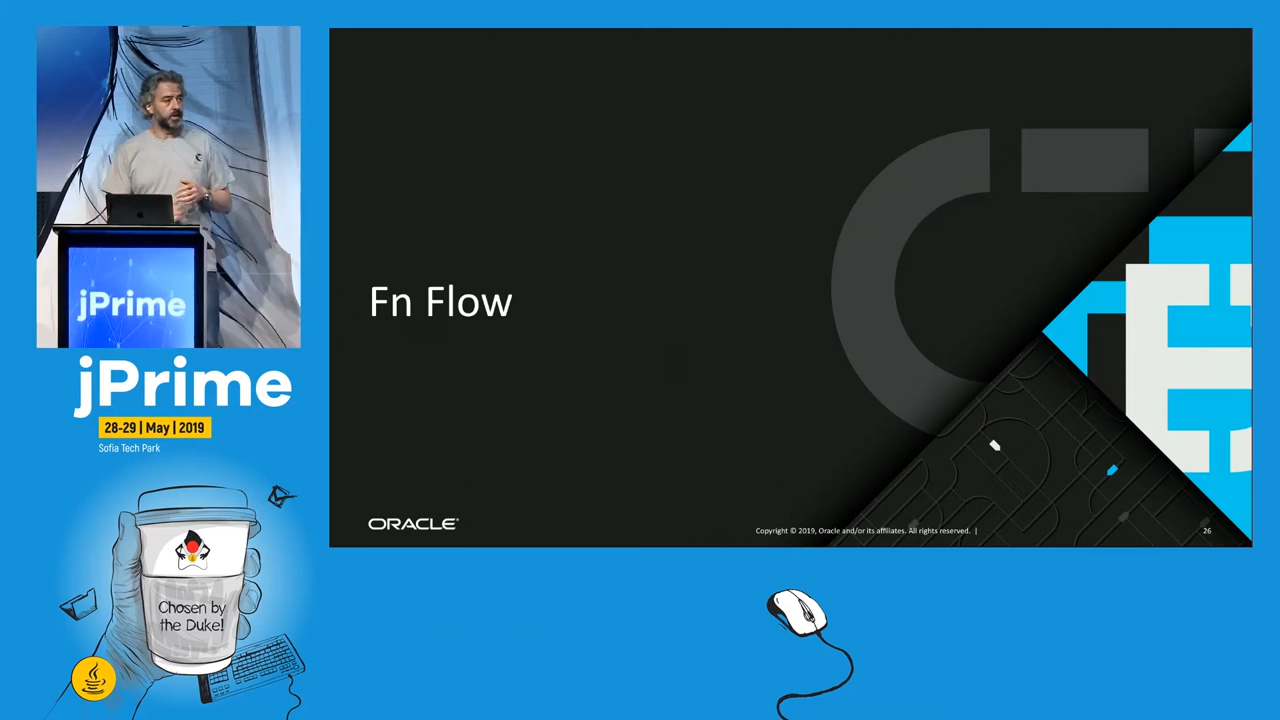 jPrime
jPrime
28-29 | May | 2019
Sofia Tech Park
Chosen by
the Duke!
Fn Flow
ORACLE®
Copyright © 2019, Oracle and/or its affiliates. All rights reserved. |
26